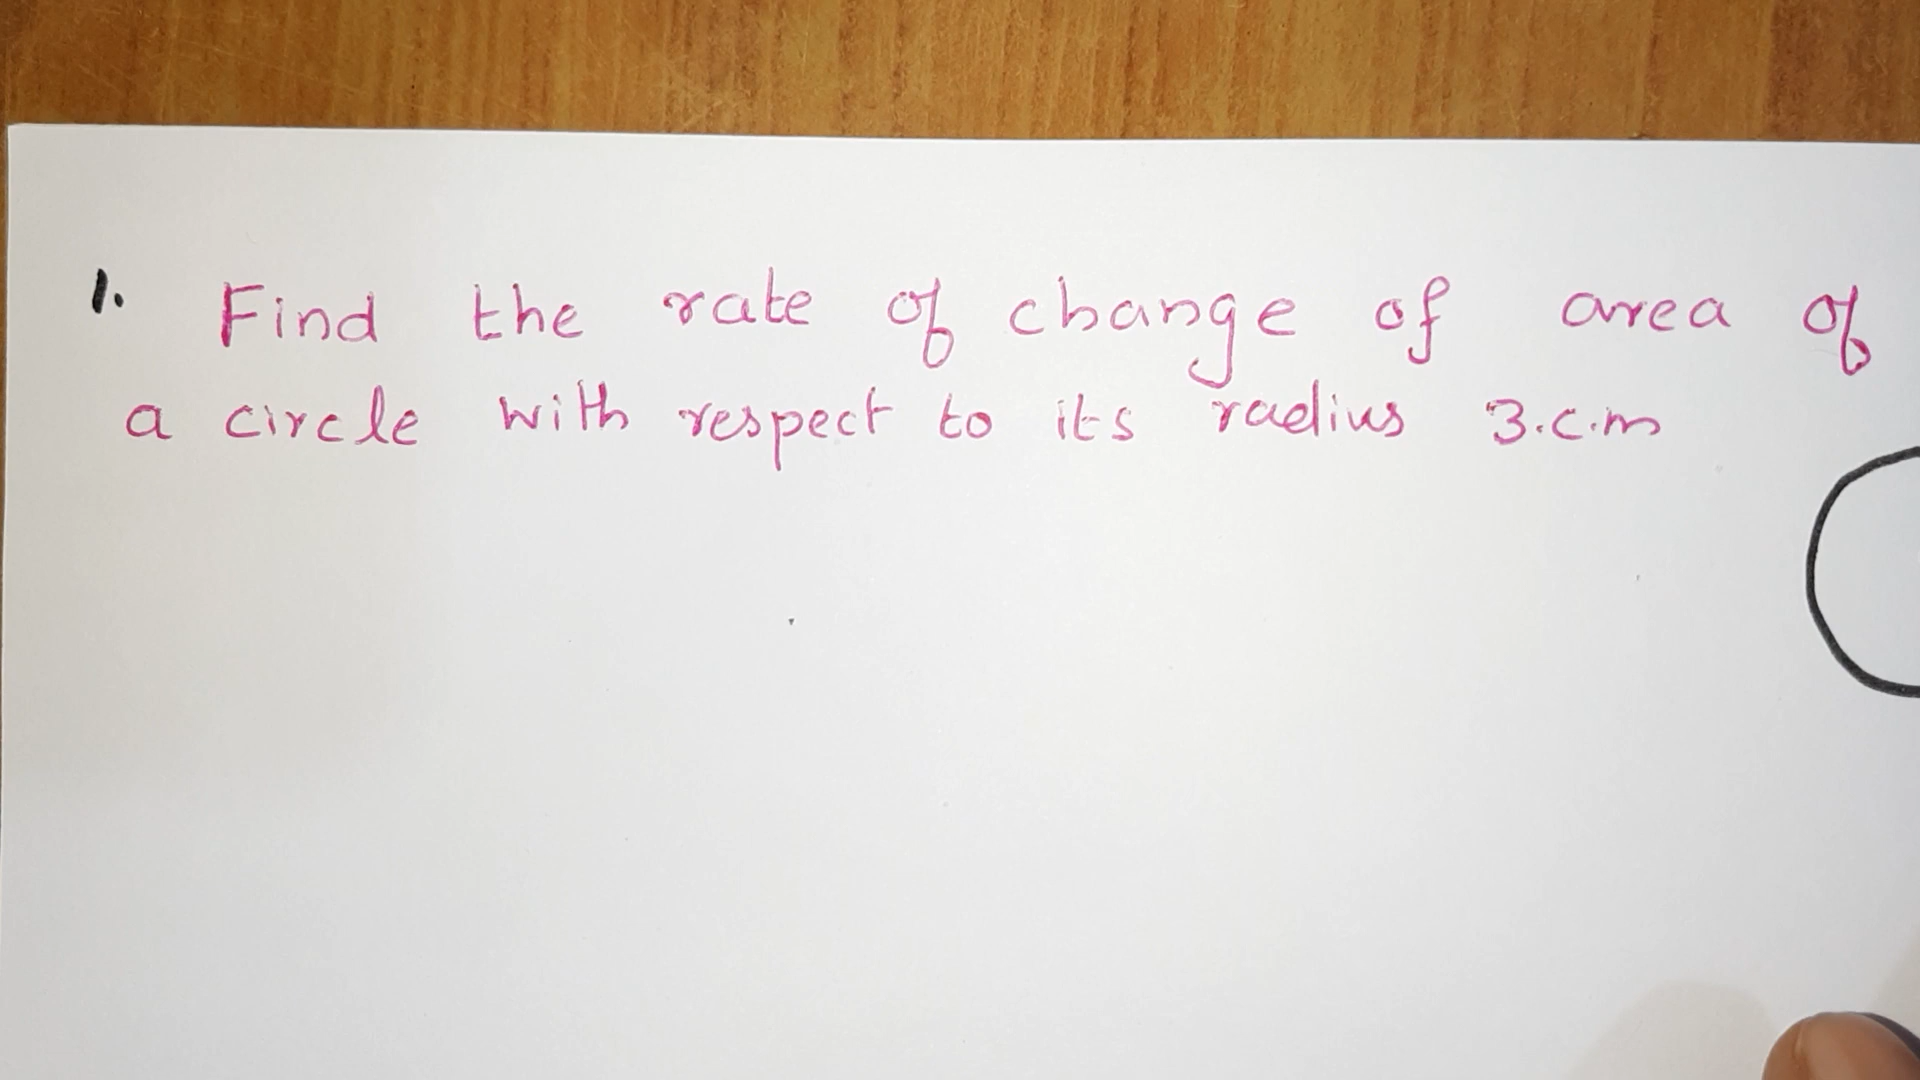 1. Find the rate of change of area of
a circle with respect to its radius 3.c.m